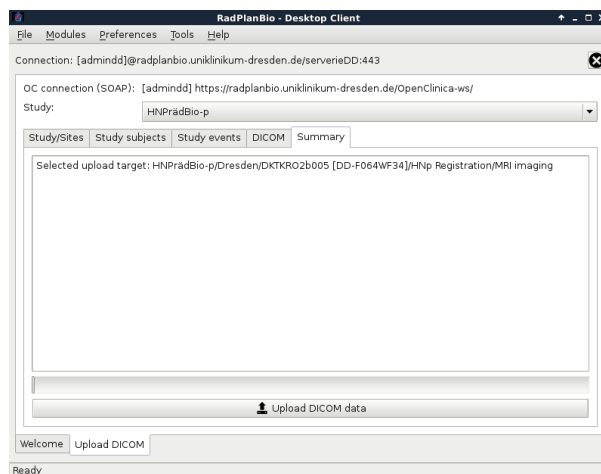 RadPlanBio - Desktop Client
File Modules Preferences Tools Help
Connection: [admindd]@radplanbio.uniklinikum-dresden.de/serverieDD:443
OC connection (SOAP): [admindd] https://radplanbio.uniklinikum-dresden.de/OpenClinica-ws/
Study: HNPrädBio-p
Study/Sites Study subjects Study events DICOM Summary
Selected upload target: HNPrädBio-p/Dresden/DKTKRO2b005 [DD-F064WF34]/HNp Registration/MRI imaging
Upload DICOM data
Welcome Upload DICOM
Ready